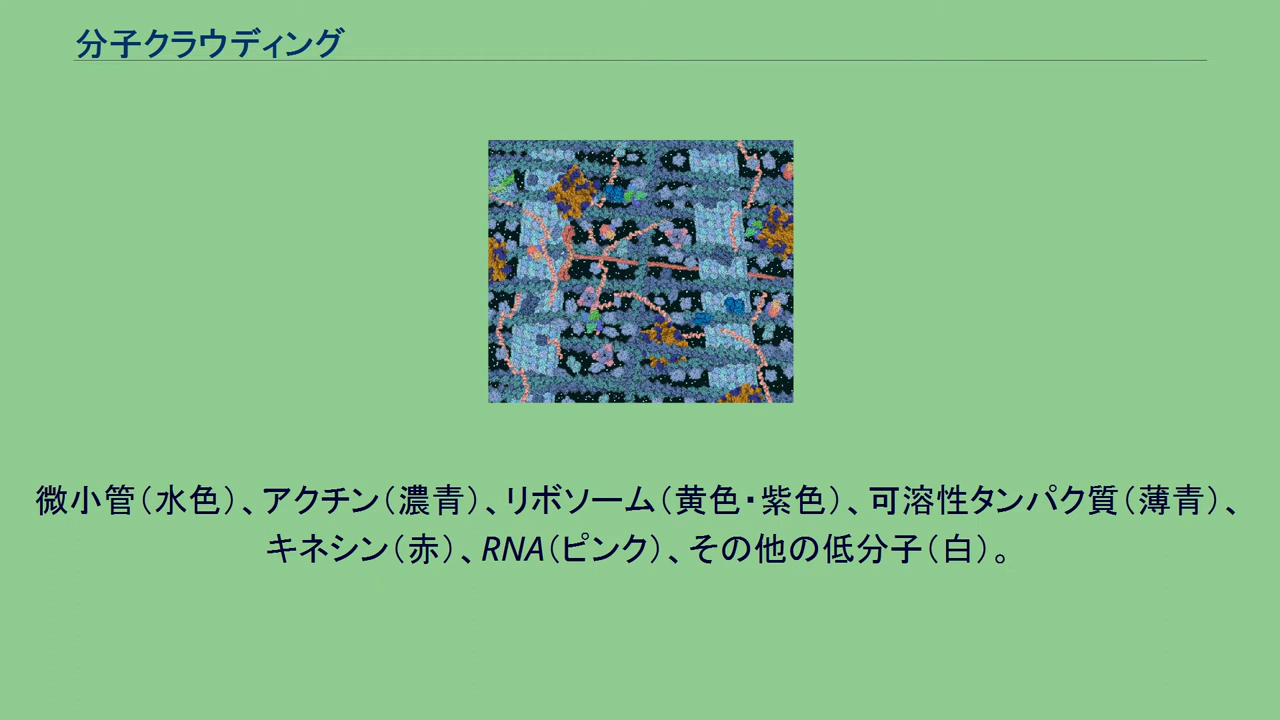 分子クラウディング
微小管（水色）、アクチン（濃青）、リボソーム（黄色・紫色）、可溶性タンパク質（薄青）、
キネシン（赤）、RNA（ピンク）、その他の低分子（白）。